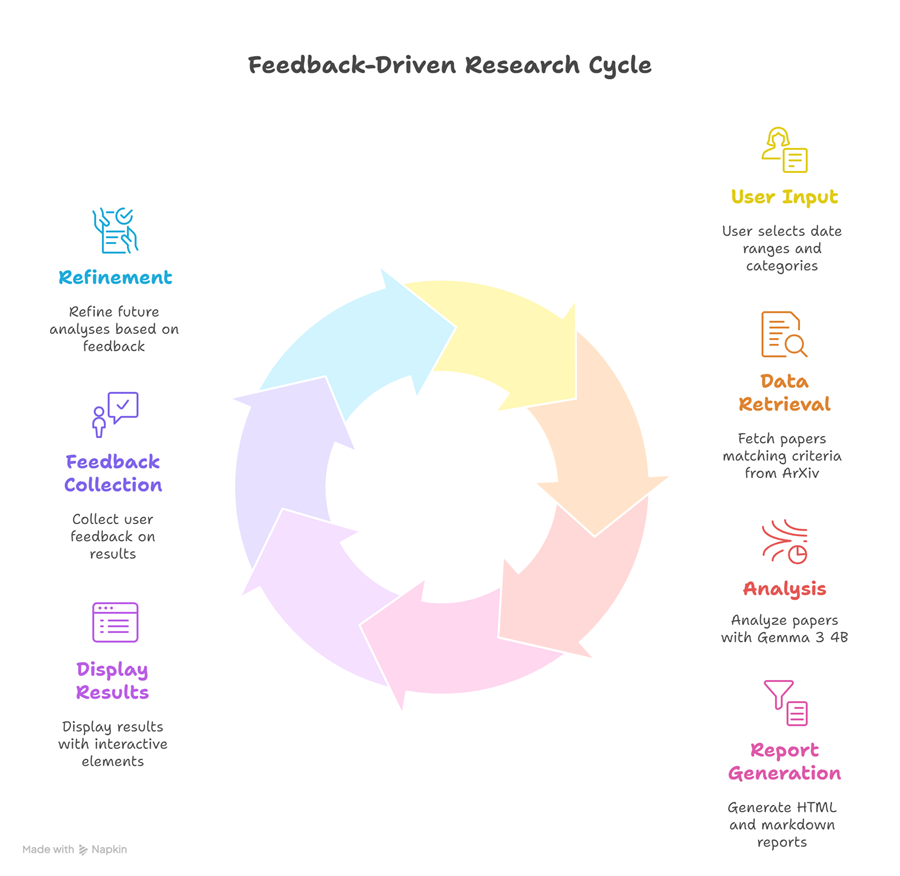 Feedback-Driven Research Cycle
User Input
User selects date
ranges and
categories
Data
Retrieval
Fetch papers
matching criteria
from ArXiv
Analysis
Analyze papers
with Gemma 3 4B
Report
Generation
Generate HTML
and markdown
reports
Display
Results
Display results
with interactive
elements
Feedback
Collection
Collect user
feedback on
results
Refinement
Refine future
analyses based on
feedback
Made with Napkin